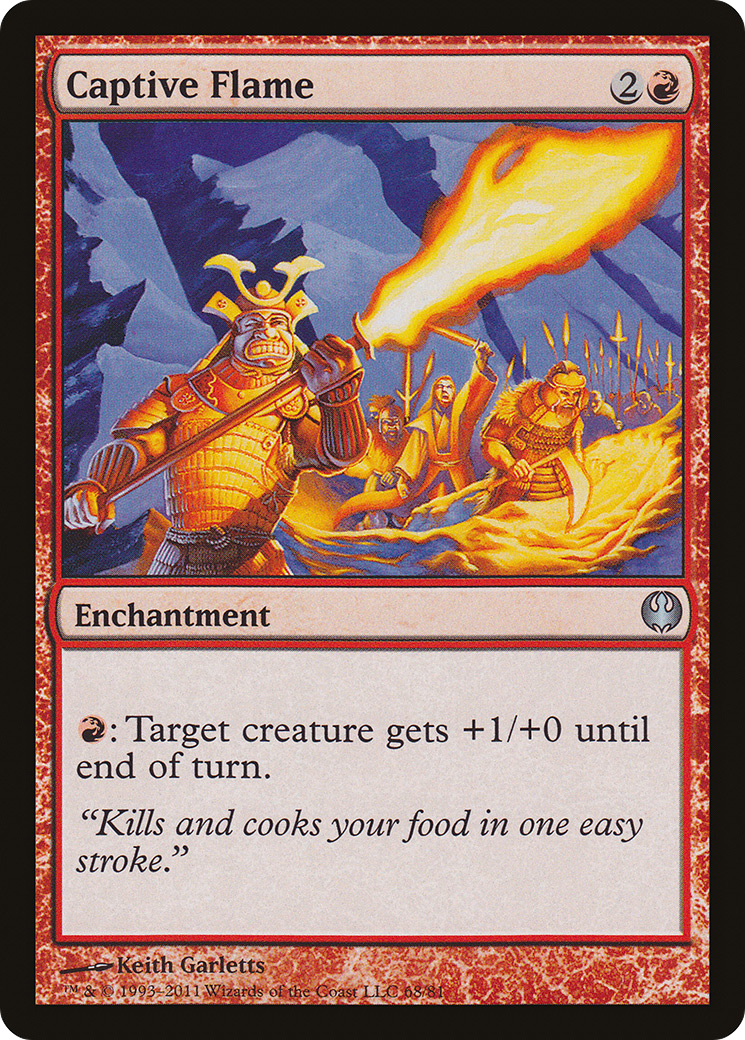 Captive Flame 2
Enchantment
: Target creature gets +1/+0 until
end of turn.
“Kills and cooks your food in one easy
stroke.”
Keith Garletts
™ & © 1993–2011 Wizards of the Coast LLC 68/81